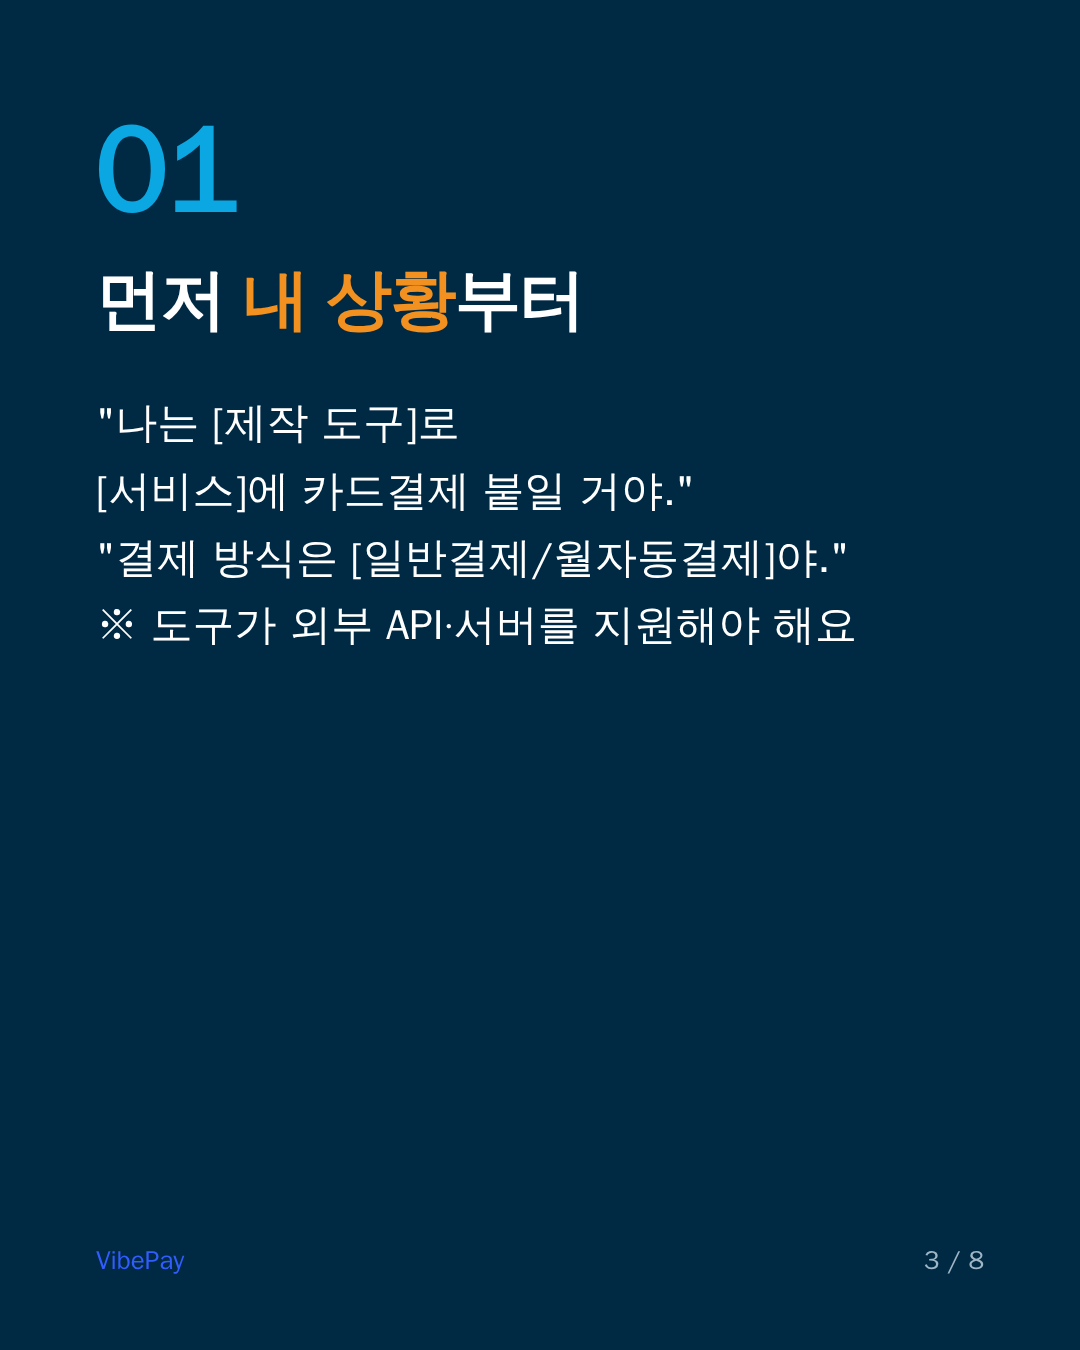 01
먼저 내 상황부터
"나는 [제작 도구]로
[서비스]에 카드결제 붙일 거야."
"결제 방식은 [일반결제/월자동결제]야."
※ 도구가 외부 API·서버를 지원해야 해요
VibePay
3 / 8